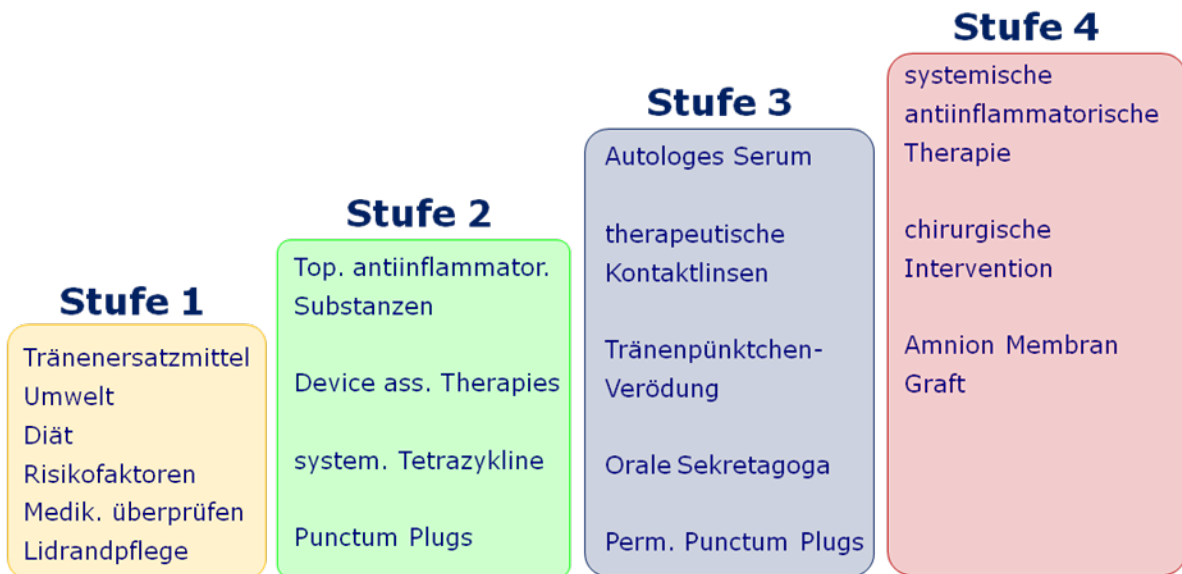 Stufe 1
Tränenersatzmittel
Umwelt
Diät
Risikofaktoren
Medik. überprüfen
Lidrandpflege
Stufe 2
Top. antiinflammator.
Substanzen
Device ass. Therapies
system. Tetrazykline
Punctum Plugs
Stufe 3
Autologes Serum
therapeutische
Kontaktlinsen
Tränenpünktchen-
Verödung
Orale Sekretagoga
Perm. Punctum Plugs
Stufe 4
systemische
antiinflammatorische
Therapie
chirurgische
Intervention
Amnion Membran
Graft